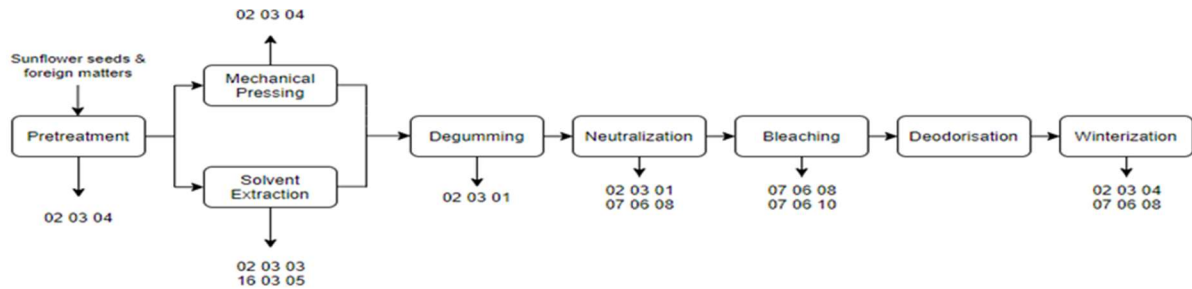 02 03 04
Sunflower seeds &
foreign matters
Mechanical
Pressing
Pretreatment
02 03 04
Solvent
Extraction
02 03 03
16 03 05
Degumming
02 03 01
Neutralization
02 03 01
07 06 08
Bleaching
07 06 08
07 06 10
Deodorisation
Winterization
02 03 04
07 06 08